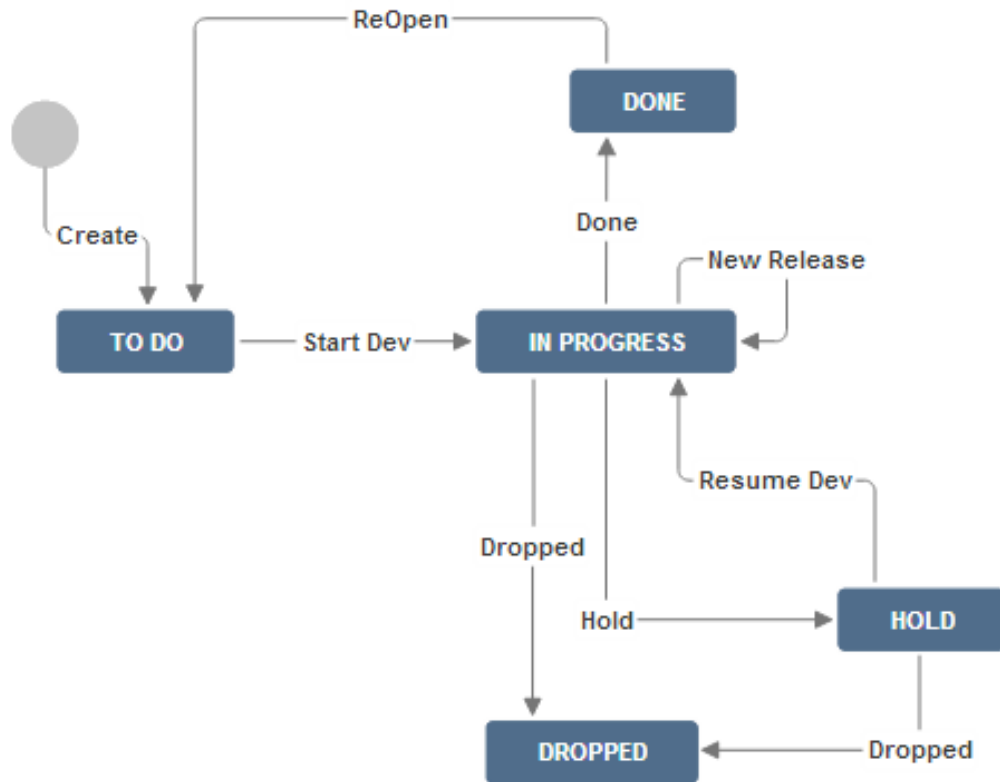 ReOpen
DONE
Create
Done
New Release
TO DO
Start Dev
IN PROGRESS
Resume Dev
Dropped
Hold
HOLD
DROPPED
Dropped